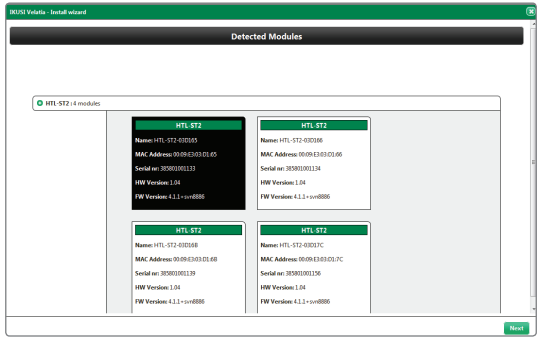 IKUSI Velatia - Install wizard
Detected Modules
HTL-ST2 : 4 modules
HTL-ST2
Name: HTL-ST2-03D165
MAC Address: 00:09:E3:03:D1:65
Serial nr: 385801001133
HW Version: 1.04
FW Version: 4.1.1+svn8886
HTL-ST2
Name: HTL-ST2-03D166
MAC Address: 00:09:E3:03:D1:66
Serial nr: 385801001134
HW Version: 1.04
FW Version: 4.1.1+svn8886
HTL-ST2
Name: HTL-ST2-03D16B
MAC Address: 00:09:E3:03:D1:6B
Serial nr: 385801001139
HW Version: 1.04
FW Version: 4.1.1+svn8886
HTL-ST2
Name: HTL-ST2-03D17C
MAC Address: 00:09:E3:03:D1:7C
Serial nr: 385801001156
HW Version: 1.04
FW Version: 4.1.1+svn8886
Next